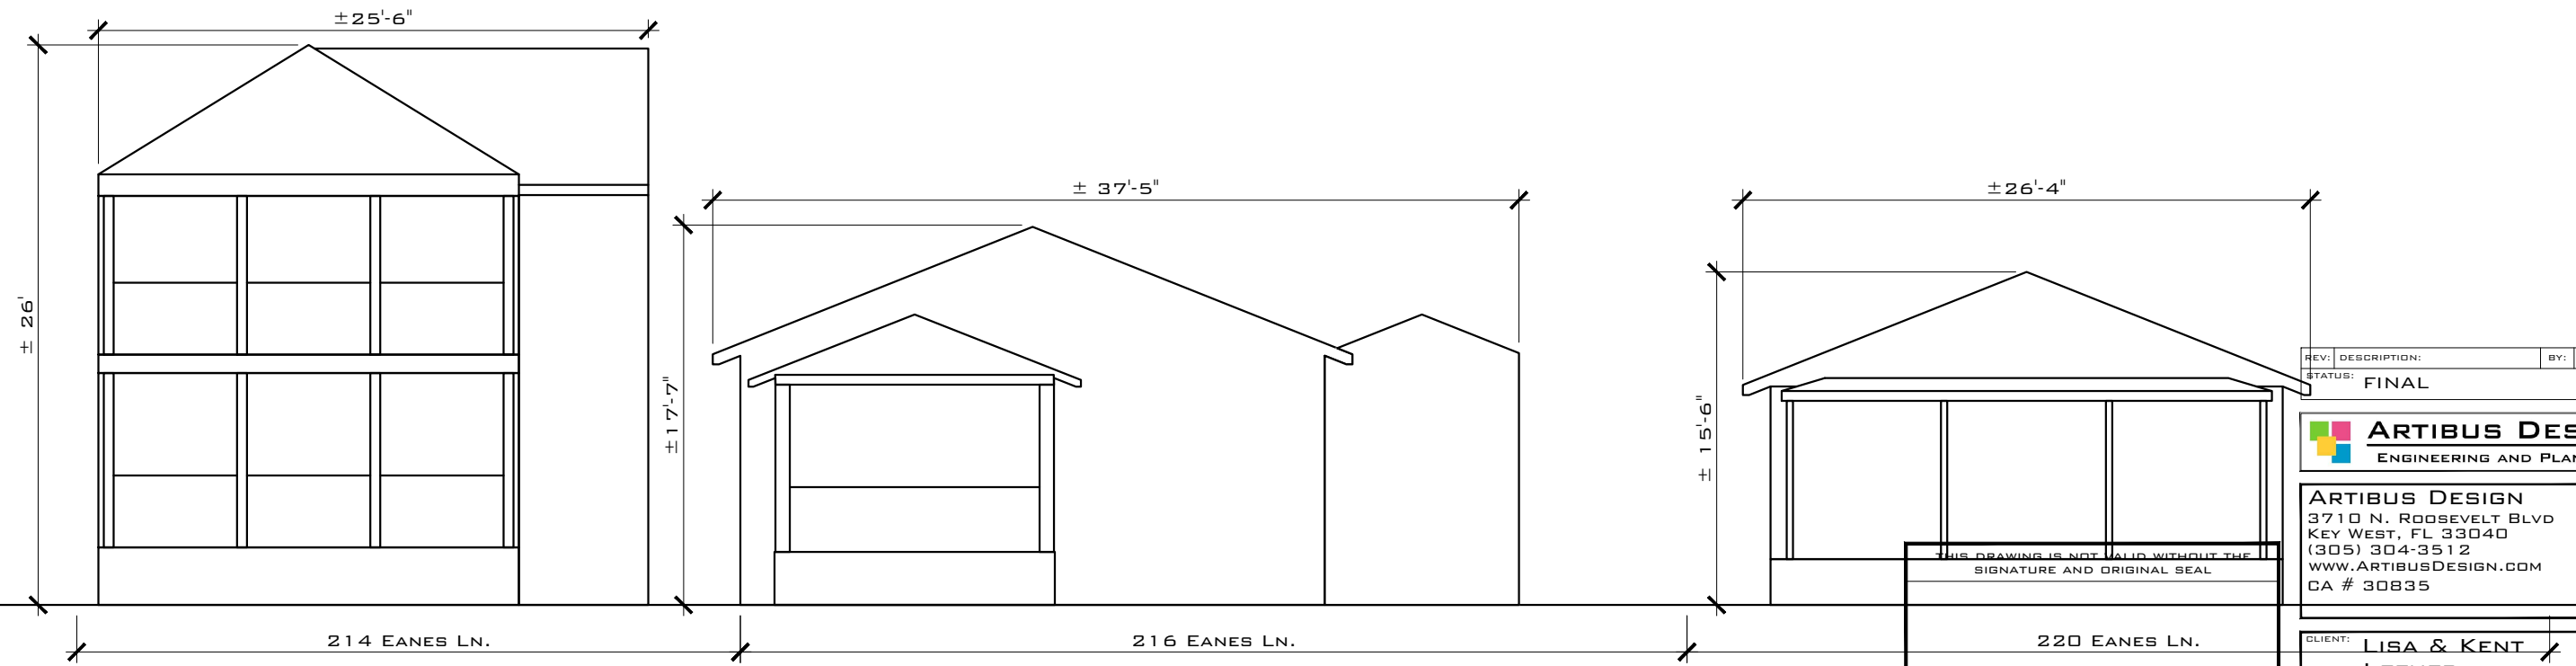 ±25'-6"
± 26'
± 37'-5"
±17'-7"
±26'-4"
± 15'-6"
214 Eanes Ln.
216 Eanes Ln.
220 Eanes Ln.
THIS DRAWING IS NOT VALID WITHOUT THE
SIGNATURE AND ORIGINAL SEAL
REV: DESCRIPTION: BY:
STATUS: FINAL
Artibus
Engineering and
Artibus Design
3710 N. Roosevelt Blvd
Key West, FL 33040
(305) 304-3512
www.ArtibusDesign.com
CA # 30835
CLIENT: Lisa & Kent